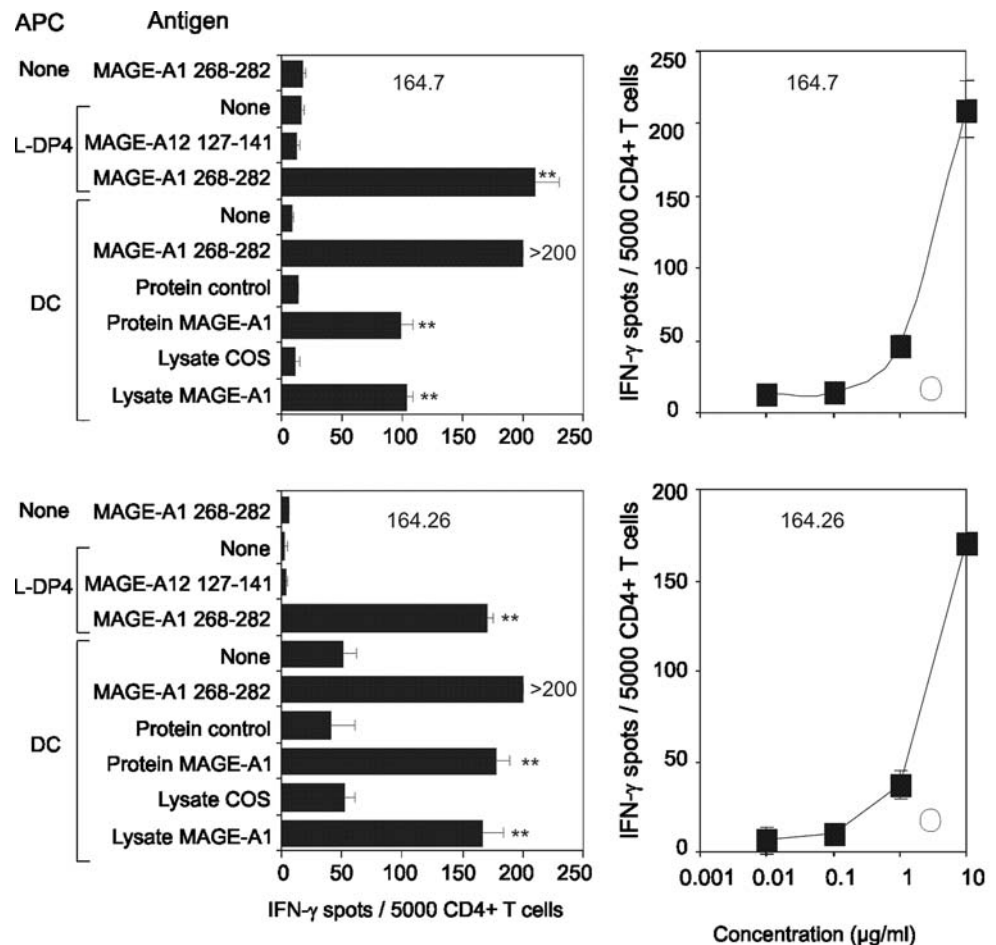 APC Antigen
None MAGE-A1 268-282
L-DP4 None
MAGE-A12 127-141
MAGE-A1 268-282 **
DC None
MAGE-A1 268-282 >200
Protein control
Protein MAGE-A1 **
Lysate COS
Lysate MAGE-A1 **
164.7
0 50 100 150 200 250
IFN-γ spots / 5000 CD4+ T cells
250
200
150
100
50
0
164.7
None MAGE-A1 268-282
L-DP4 None
MAGE-A12 127-141
MAGE-A1 268-282 **
DC None
MAGE-A1 268-282 >200
Protein control
Protein MAGE-A1 **
Lysate COS
Lysate MAGE-A1 **
164.26
0 50 100 150 200 250
IFN-γ spots / 5000 CD4+ T cells
IFN-γ spots / 5000 CD4+ T cells
200
150
100
50
0
164.26
0.001 0.01 0.1 1 10
Concentration (µg/ml)